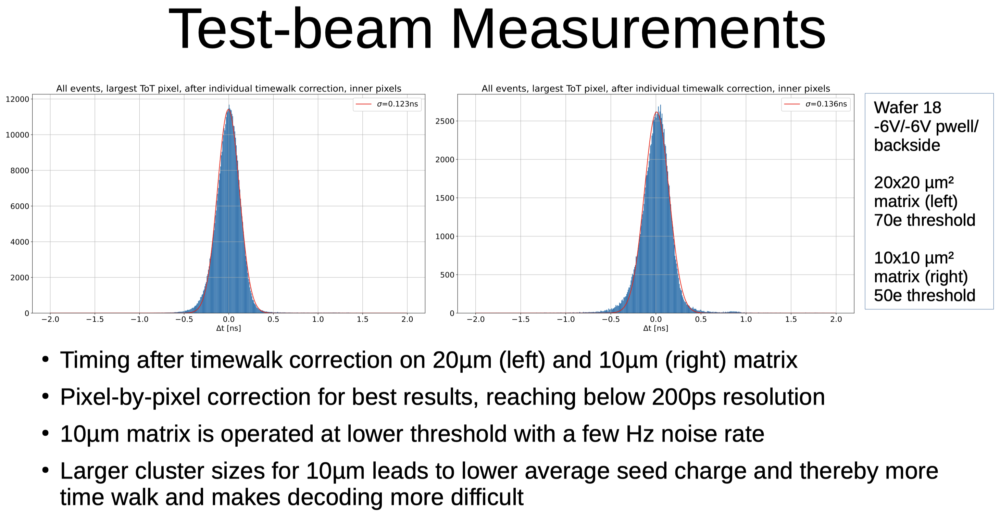 Test-beam Measurements
All events, largest ToT pixel, after individual timewalk correction, inner pixels
σ=0.123ns
12000
10000
8000
6000
4000
2000
0
−2.0 −1.5 −1.0 −0.5 0.0 0.5 1.0 1.5 2.0
Δt [ns]
All events, largest ToT pixel, after individual timewalk correction, inner pixels
σ=0.136ns
2500
2000
1500
1000
500
0
−2.0 −1.5 −1.0 −0.5 0.0 0.5 1.0 1.5 2.0
Δt [ns]
Wafer 18
-6V/-6V pwell/
backside
20x20 µm²
matrix (left)
70e threshold
10x10 µm²
matrix (right)
50e threshold
• Timing after timewalk correction on 20µm (left) and 10µm (right) matrix
• Pixel-by-pixel correction for best results, reaching below 200ps resolution
• 10µm matrix is operated at lower threshold with a few Hz noise rate
• Larger cluster sizes for 10µm leads to lower average seed charge and thereby more
time walk and makes decoding more difficult